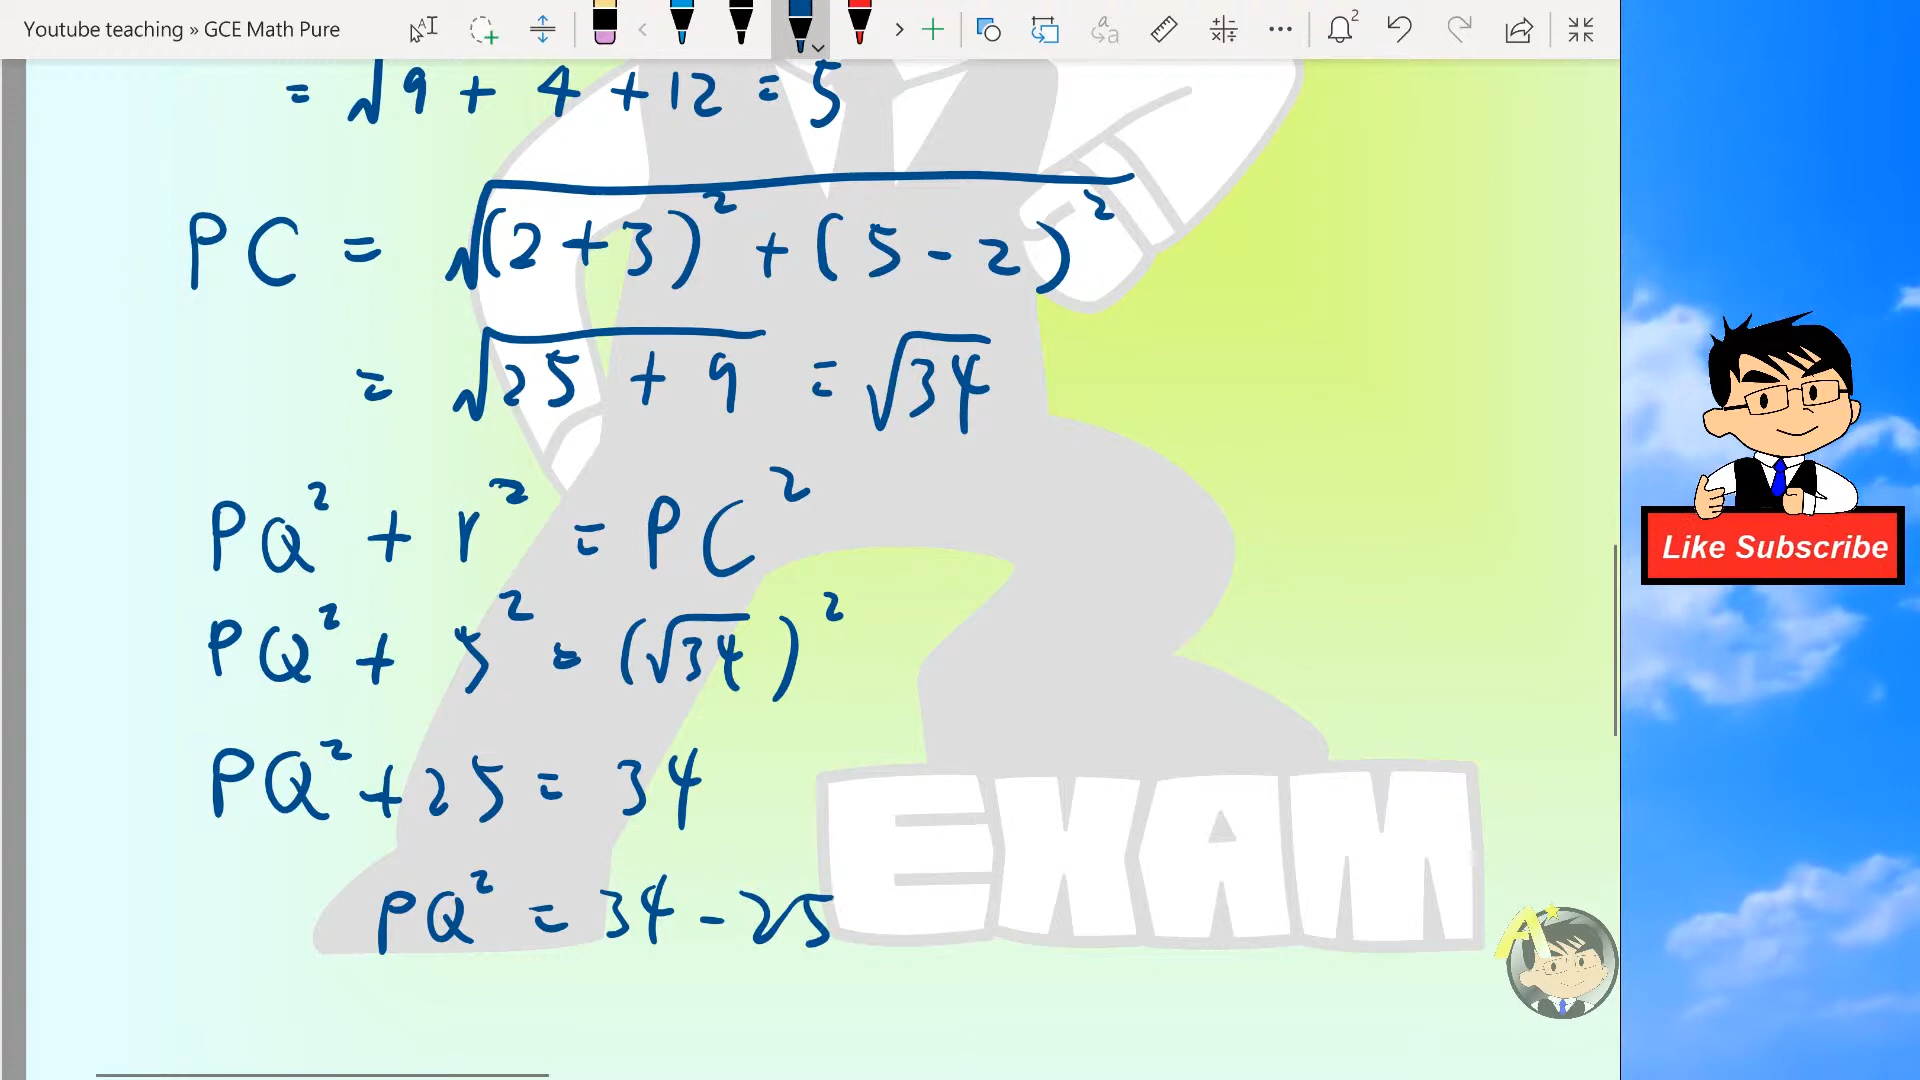 Youtube teaching » GCE Math Pure
= √9 + 4 + 12 = 5
PC = √(2+3)² + (5-2)²
= √25 + 9 = √34
PQ² + r² = PC²
PQ² + 5² = (√34)²
PQ² + 25 = 34
PQ² = 34 - 25
EXAM
A
Like Subscribe